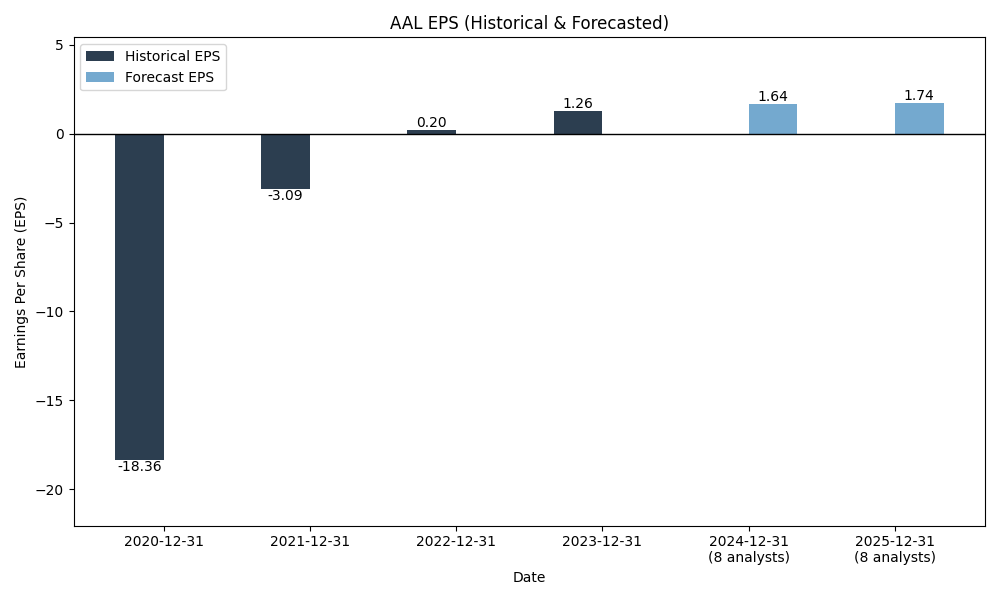 AAL EPS (Historical & Forecasted)
Historical EPS
Forecast EPS
Earnings Per Share (EPS)
5
0
−5
−10
−15
−20
-18.36
-3.09
0.20
1.26
1.64
1.74
2020-12-31
2021-12-31
2022-12-31
2023-12-31
2024-12-31
(8 analysts)
2025-12-31
(8 analysts)
Date